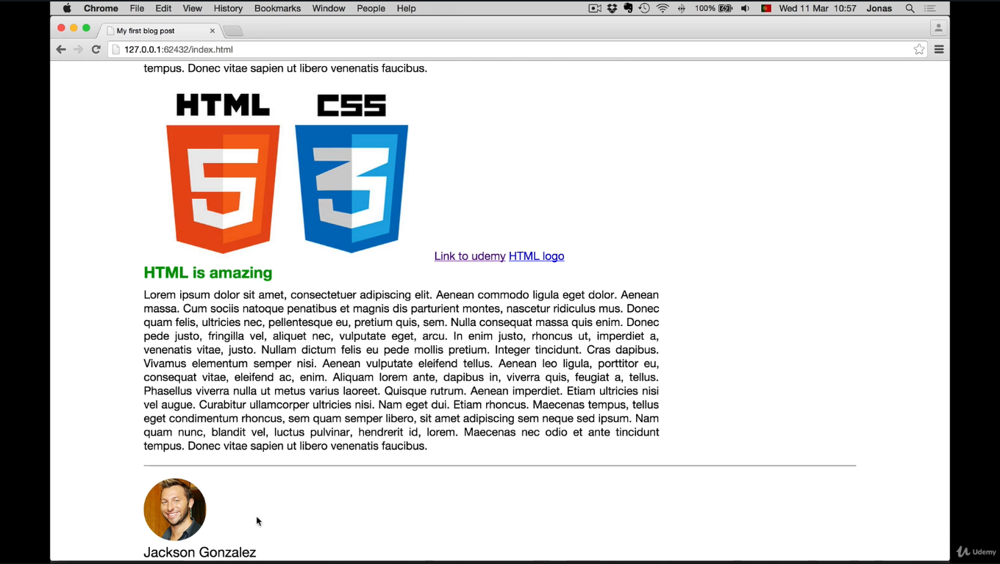 Chrome File Edit View History Bookmarks Window People Help 100% Wed 11 Mar 10:57 Jonas
My first blog post
127.0.0.1:62432/index.html
tempus. Donec vitae sapien ut libero venenatis faucibus.
HTML CSS
5 3
Link to udemy HTML logo
HTML is amazing
Lorem ipsum dolor sit amet, consectetuer adipiscing elit. Aenean commodo ligula eget dolor. Aenean
massa. Cum sociis natoque penatibus et magnis dis parturient montes, nascetur ridiculus mus. Donec
quam felis, ultricies nec, pellentesque eu, pretium quis, sem. Nulla consequat massa quis enim. Donec
pede justo, fringilla vel, aliquet nec, vulputate eget, arcu. In enim justo, rhoncus ut, imperdiet a,
venenatis vitae, justo. Nullam dictum felis eu pede mollis pretium. Integer tincidunt. Cras dapibus.
Vivamus elementum semper nisi. Aenean vulputate eleifend tellus. Aenean leo ligula, porttitor eu,
consequat vitae, eleifend ac, enim. Aliquam lorem ante, dapibus in, viverra quis, feugiat a, tellus.
Phasellus viverra nulla ut metus varius laoreet. Quisque rutrum. Aenean imperdiet. Etiam ultricies nisi
vel augue. Curabitur ullamcorper ultricies nisi. Nam eget dui. Etiam rhoncus. Maecenas tempus, tellus
eget condimentum rhoncus, sem quam semper libero, sit amet adipiscing sem neque sed ipsum. Nam
quam nunc, blandit vel, luctus pulvinar, hendrerit id, lorem. Maecenas nec odio et ante tincidunt
tempus. Donec vitae sapien ut libero venenatis faucibus.
Jackson Gonzalez
Udemy